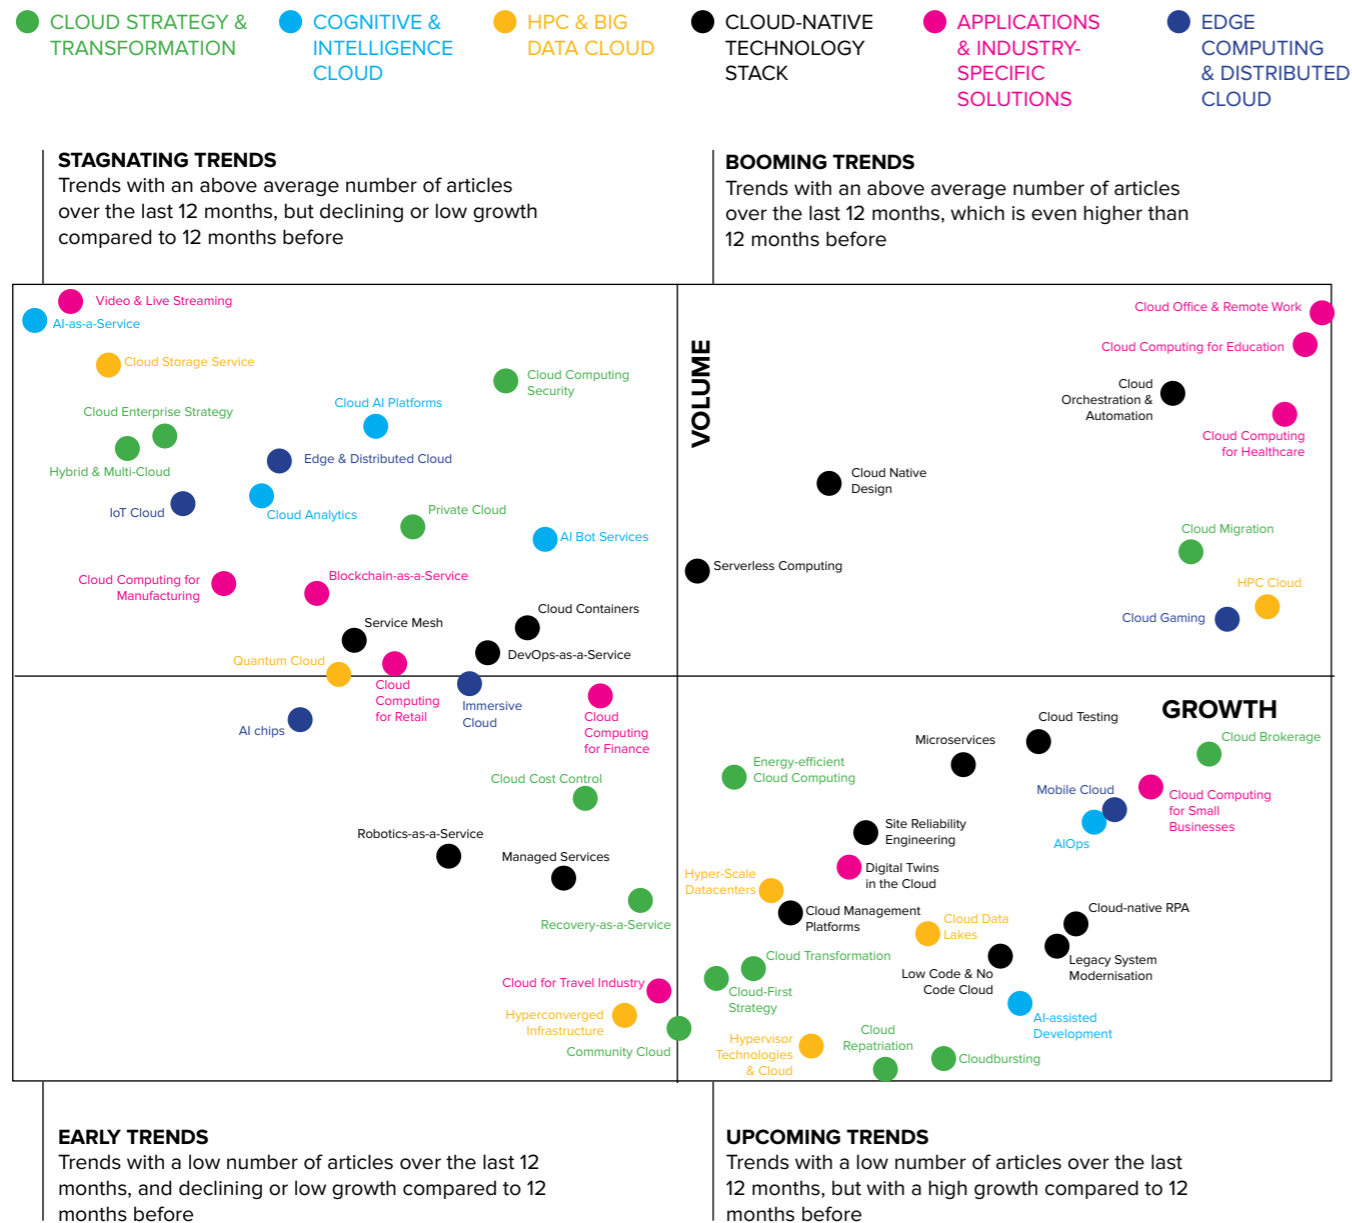 CLOUD STRATEGY &
TRANSFORMATION
COGNITIVE &
INTELLIGENCE
CLOUD
HPC & BIG
DATA CLOUD
CLOUD-NATIVE
TECHNOLOGY
STACK
APPLICATIONS
& INDUSTRY-
SPECIFIC
SOLUTIONS
EDGE
COMPUTING
& DISTRIBUTED
CLOUD
STAGNATING TRENDS
Trends with an above average number of articles
over the last 12 months, but declining or low growth
compared to 12 months before
BOOMING TRENDS
Trends with an above average number of articles
over the last 12 months, which is even higher than
12 months before
Video & Live Streaming
AI-as-a-Service
Cloud Storage Service
Cloud Computing
Security
Cloud AI Platforms
Cloud Enterprise Strategy
Edge & Distributed Cloud
Hybrid & Multi-Cloud
IoT Cloud
Cloud Analytics
Private Cloud
AI Bot Services
Cloud Computing for
Manufacturing
Blockchain-as-a-Service
Cloud Containers
Service Mesh
DevOps-as-a-Service
Quantum Cloud
Cloud
Computing
for Retail
VOLUME
Cloud Office & Remote Work
Cloud Computing for Education
Cloud
Orchestration &
Automation
Cloud Computing
for Healthcare
Cloud Native
Design
Cloud Migration
Serverless Computing
HPC Cloud
Cloud Gaming
Immersive
Cloud
AI chips
Cloud
Computing
for Finance
Cloud Cost Control
Robotics-as-a-Service
Managed Services
Recovery-as-a-Service
Cloud for Travel Industry
Hyperconverged
Infrastructure
Community Cloud
GROWTH
Cloud Testing
Cloud Brokerage
Microservices
Energy-efficient
Cloud Computing
Mobile Cloud
Cloud Computing
for Small
Businesses
Site Reliability
Engineering
AIOps
Digital Twins
in the Cloud
Hyper-Scale
Datacenters
Cloud Management
Platforms
Cloud-native RPA
Cloud Data
Lakes
Cloud Transformation
Legacy System
Modernisation
Low Code & No
Code Cloud
Cloud-First
Strategy
AI-assisted
Development
Cloud
Repatriation
Hypervisor
Technologies
& Cloud
Cloudbursting
EARLY TRENDS
Trends with a low number of articles over the last 12
months, and declining or low growth compared to 12
months before
UPCOMING TRENDS
Trends with a low number of articles over the last
12 months, but with a high growth compared to 12
months before